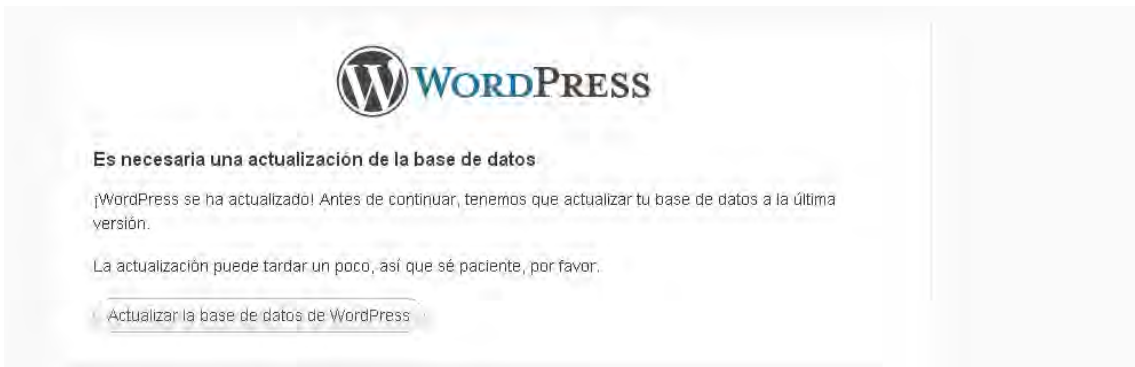 WORDPRESS
Es necesaria una actualización de la base de datos
¡WordPress se ha actualizado! Antes de continuar, tenemos que actualizar tu base de datos a la última
versión.
La actualización puede tardar un poco, así que sé paciente, por favor.
Actualizar la base de datos de WordPress